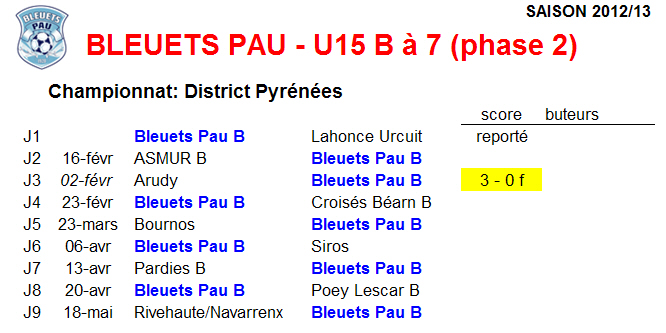 BLEUETS
PAU
SAISON 2012/13
BLEUETS PAU - U15 B à 7 (phase 2)
Championnat: District Pyrénées
score buteurs
J1 Bleuets Pau B Lahonce Urcuit reporté
J2 16-févr ASMUR B Bleuets Pau B
J3 02-févr Arudy Bleuets Pau B 3 - 0 f
J4 23-févr Bleuets Pau B Croisés Béarn B
J5 23-mars Bournos Bleuets Pau B
J6 06-avr Bleuets Pau B Siros
J7 13-avr Pardies B Bleuets Pau B
J8 20-avr Bleuets Pau B Poey Lescar B
J9 18-mai Rivehaute/Navarrenx Bleuets Pau B